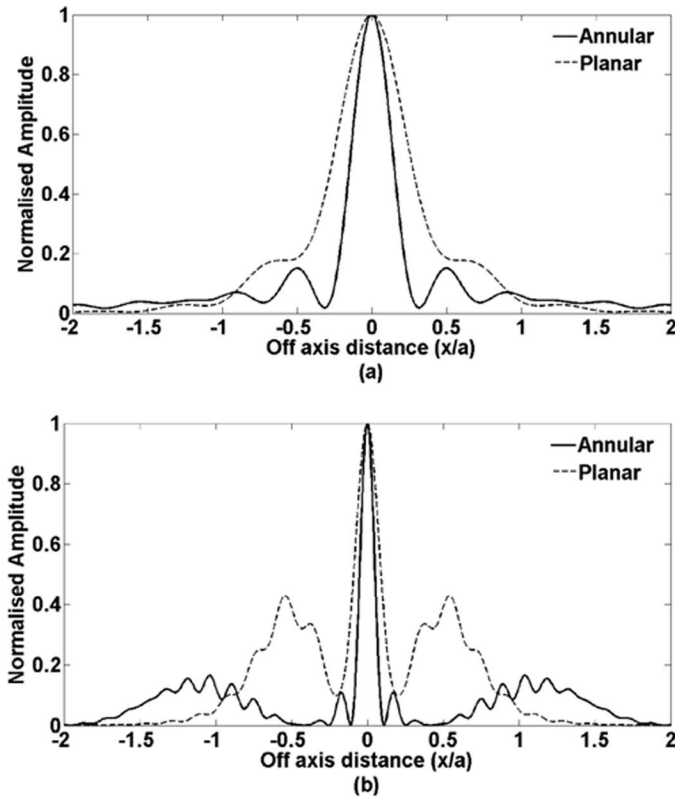 1
Annular
Planar
0.8
0.6
0.4
0.2
0
Normalised Amplitude
-2 -1.5 -1 -0.5 0 0.5 1 1.5 2
Off axis distance (x/a)
(a)
1
Annular
Planar
0.8
0.6
0.4
0.2
0
Normalised Amplitude
-2 -1.5 -1 -0.5 0 0.5 1 1.5 2
Off axis distance (x/a)
(b)